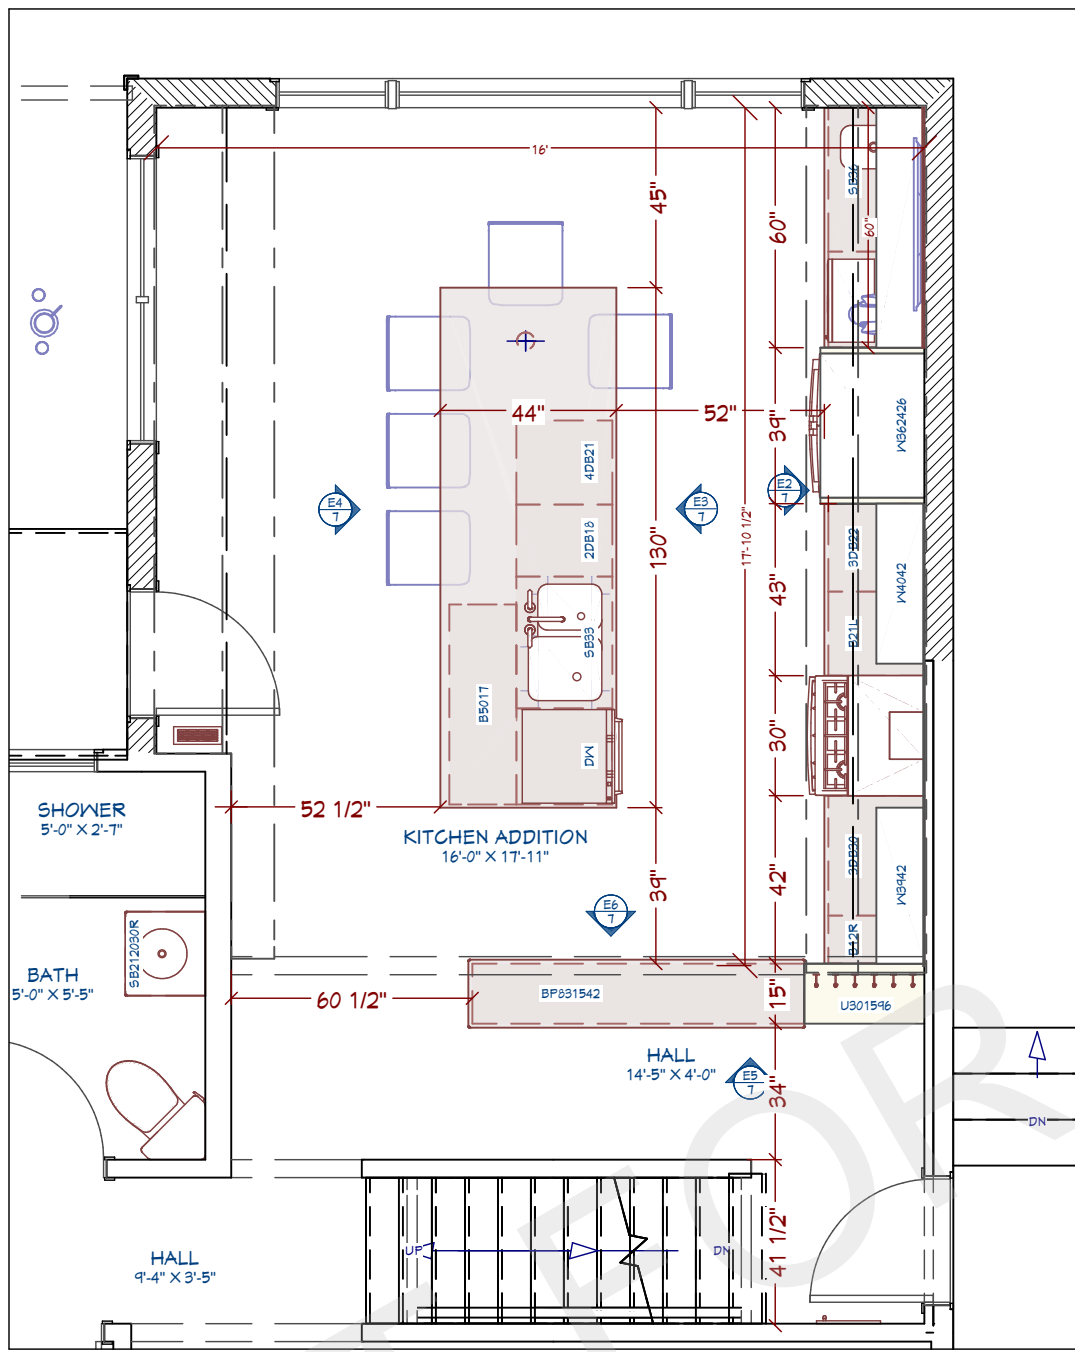 16'
45"
60"
SB36
60"
44"
52"
39"
W362426
4DB21
E4
7
E3
7
E2
7
2DB18
130"
17'-10 1/2"
3DB22
W4042
43"
B21L
SB33
B5017
DW
30"
SHOWER
5'-0" X 2'-7"
52 1/2"
KITCHEN ADDITION
16'-0" X 17'-11"
39"
42"
3DB30
W3942
E6
7
B12R
SB212030R
BATH
5'-0" X 5'-5"
60 1/2"
BP831542
15"
U301596
HALL
14'-5" X 4'-0"
E5
7
34"
DN
HALL
9'-4" X 3'-5"
UP
DN
41 1/2"
FOR